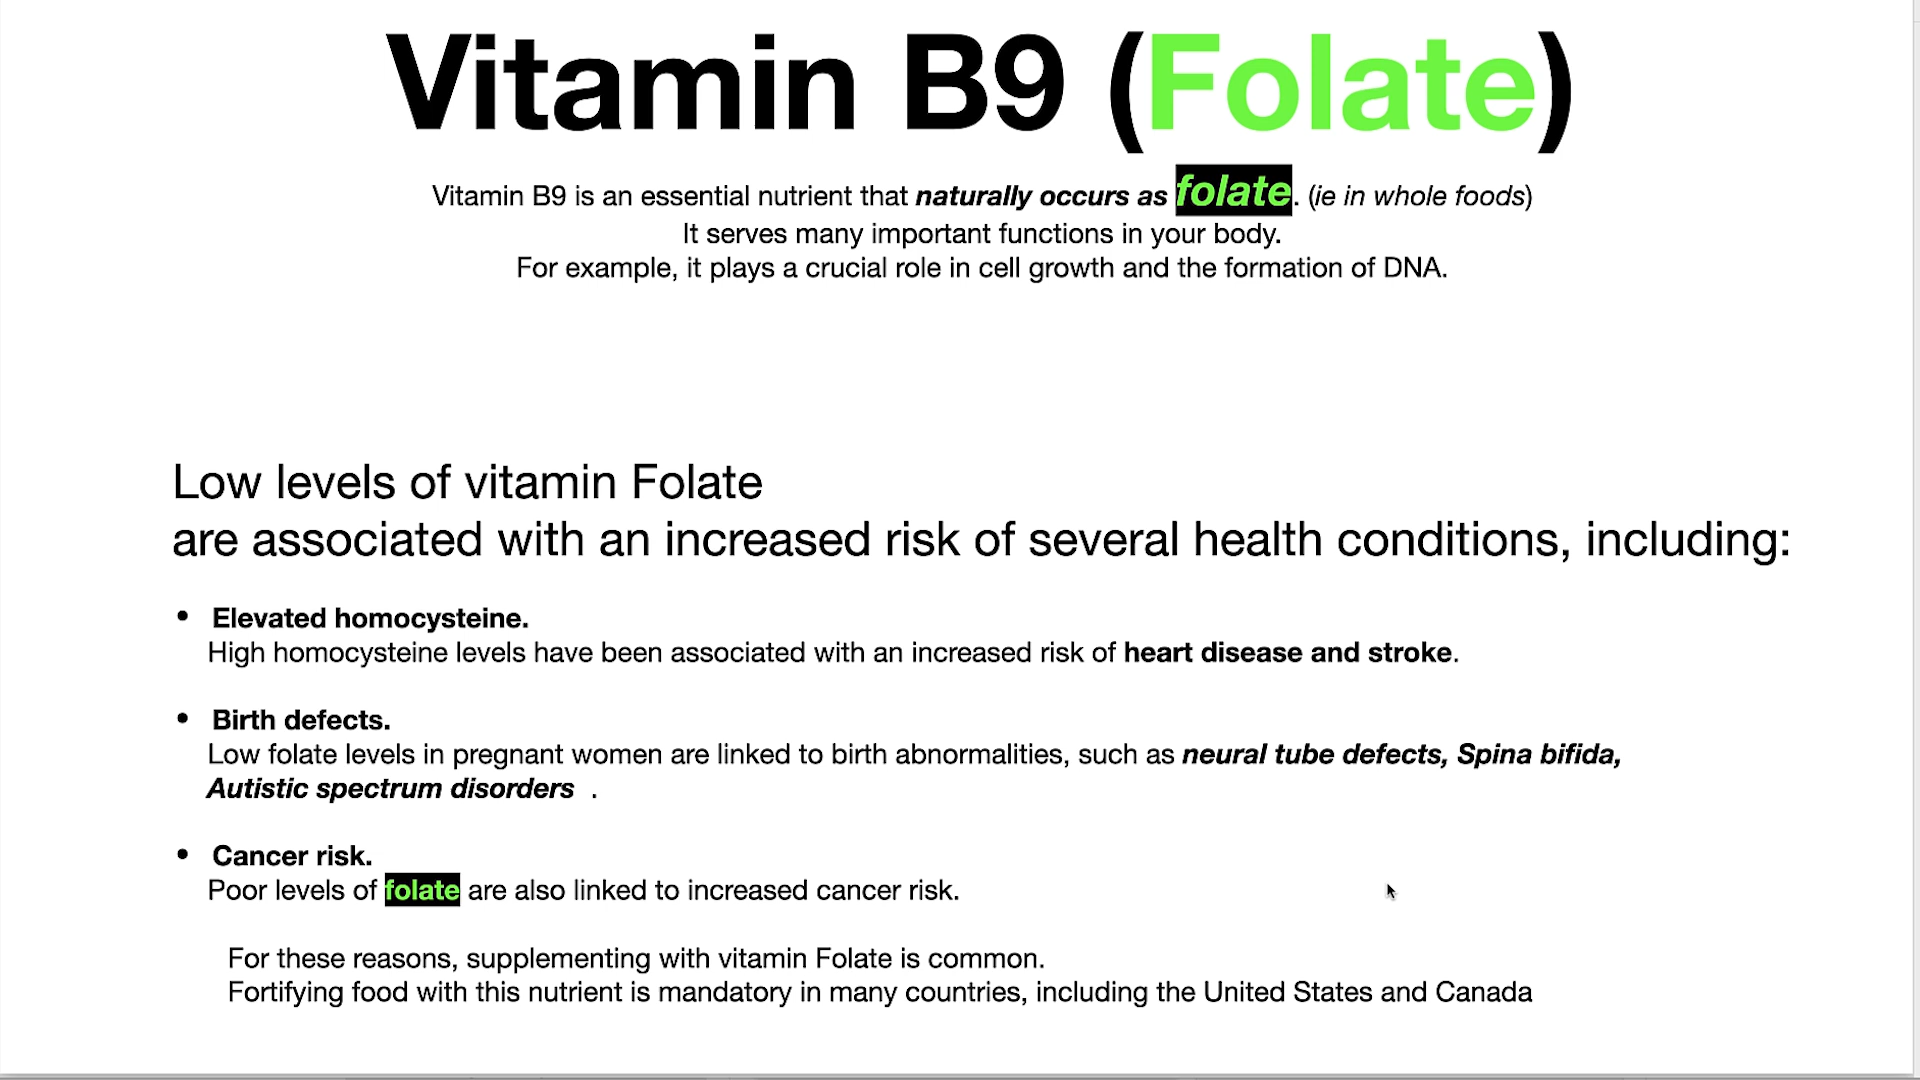 Vitamin B9 (Folate)
Vitamin B9 is an essential nutrient that naturally occurs as folate. (ie in whole foods)
It serves many important functions in your body.
For example, it plays a crucial role in cell growth and the formation of DNA.
Low levels of vitamin Folate
are associated with an increased risk of several health conditions, including:
• Elevated homocysteine.
High homocysteine levels have been associated with an increased risk of heart disease and stroke.
• Birth defects.
Low folate levels in pregnant women are linked to birth abnormalities, such as neural tube defects, Spina bifida,
Autistic spectrum disorders .
• Cancer risk.
Poor levels of folate are also linked to increased cancer risk.
For these reasons, supplementing with vitamin Folate is common.
Fortifying food with this nutrient is mandatory in many countries, including the United States and Canada